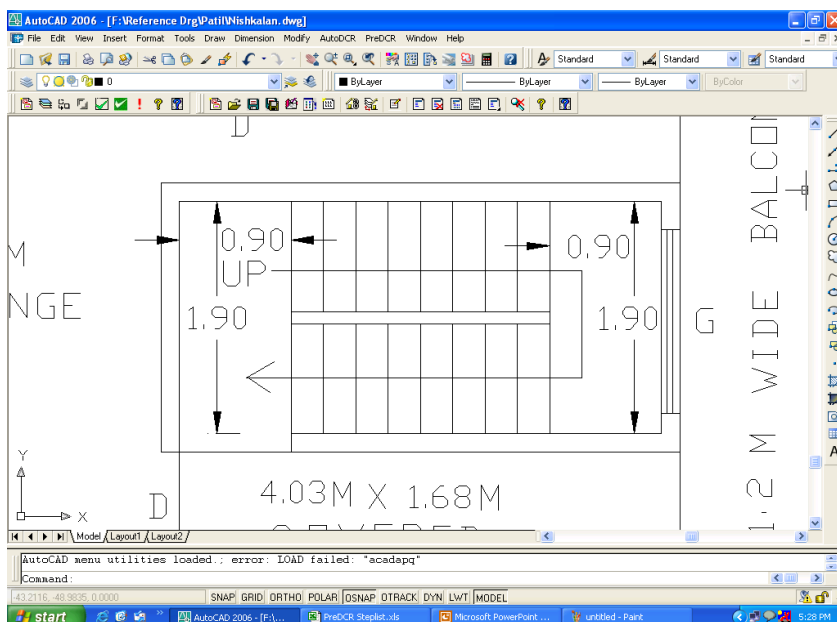 AutoCAD 2006 - [F:\Reference Drg\Patil\Nishkalan.dwg]
File Edit View Insert Format Tools Draw Dimension Modify AutoDCR PreDCR Window Help
Standard Standard Standard
0 ByLayer ByLayer ByLayer ByColor
D
0.90 0.90
UP
1.90 1.90
M
NGE
G
1.2 M WIDE BALCON
Y
X
D
4.03M X 1.68M
Model Layout1 Layout2
AutoCAD menu utilities loaded.; error: LOAD failed: "acadapq"
Command:
43.2116, -48.9835, 0.0000 SNAP GRID ORTHO POLAR OSNAP OTRACK DYN LWT MODEL
start AutoCAD 2006 - [F:\... PreDCR Steplist.xls Microsoft PowerPoint ... untitled - Paint 5:28 PM